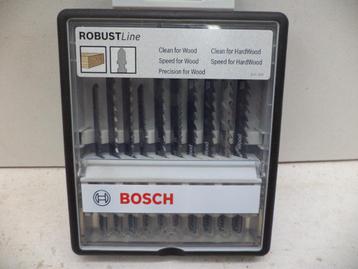 ROBUSTLine
Clean for Wood
Speed for Wood
Precision for Wood
Clean for HardWood
Speed for HardWood
BOSCH